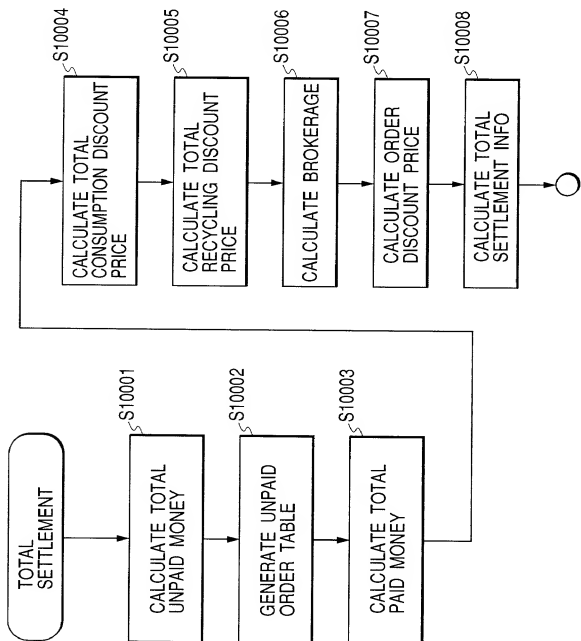 TOTAL
SETTLEMENT
S10001
CALCULATE TOTAL
UNPAID MONEY
S10002
GENERATE UNPAID
ORDER TABLE
S10003
CALCULATE TOTAL
PAID MONEY
S10004
CALCULATE TOTAL
CONSUMPTION DISCOUNT
PRICE
S10005
CALCULATE TOTAL
RECYCLING DISCOUNT
PRICE
S10006
CALCULATE BROKERAGE
S10007
CALCULATE ORDER
DISCOUNT PRICE
S10008
CALCULATE TOTAL
SETTLEMENT INFO